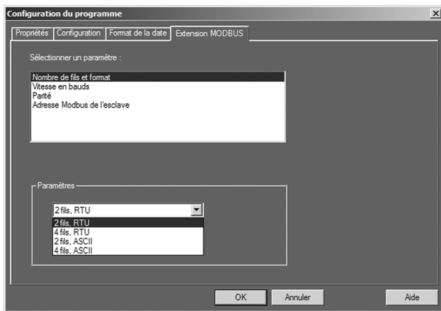 Configuration du programme
Propriétés Configuration Format de la date Extension MODBUS
Sélectionner un paramètre :
Nombre de fils et format
Vitesse en bauds
Parité
Adresse Modbus de l'esclave
Paramètres
2 fils, RTU
2 fils, RTU
4 fils, RTU
2 fils, ASCII
4 fils, ASCII
OK Annuler Aide